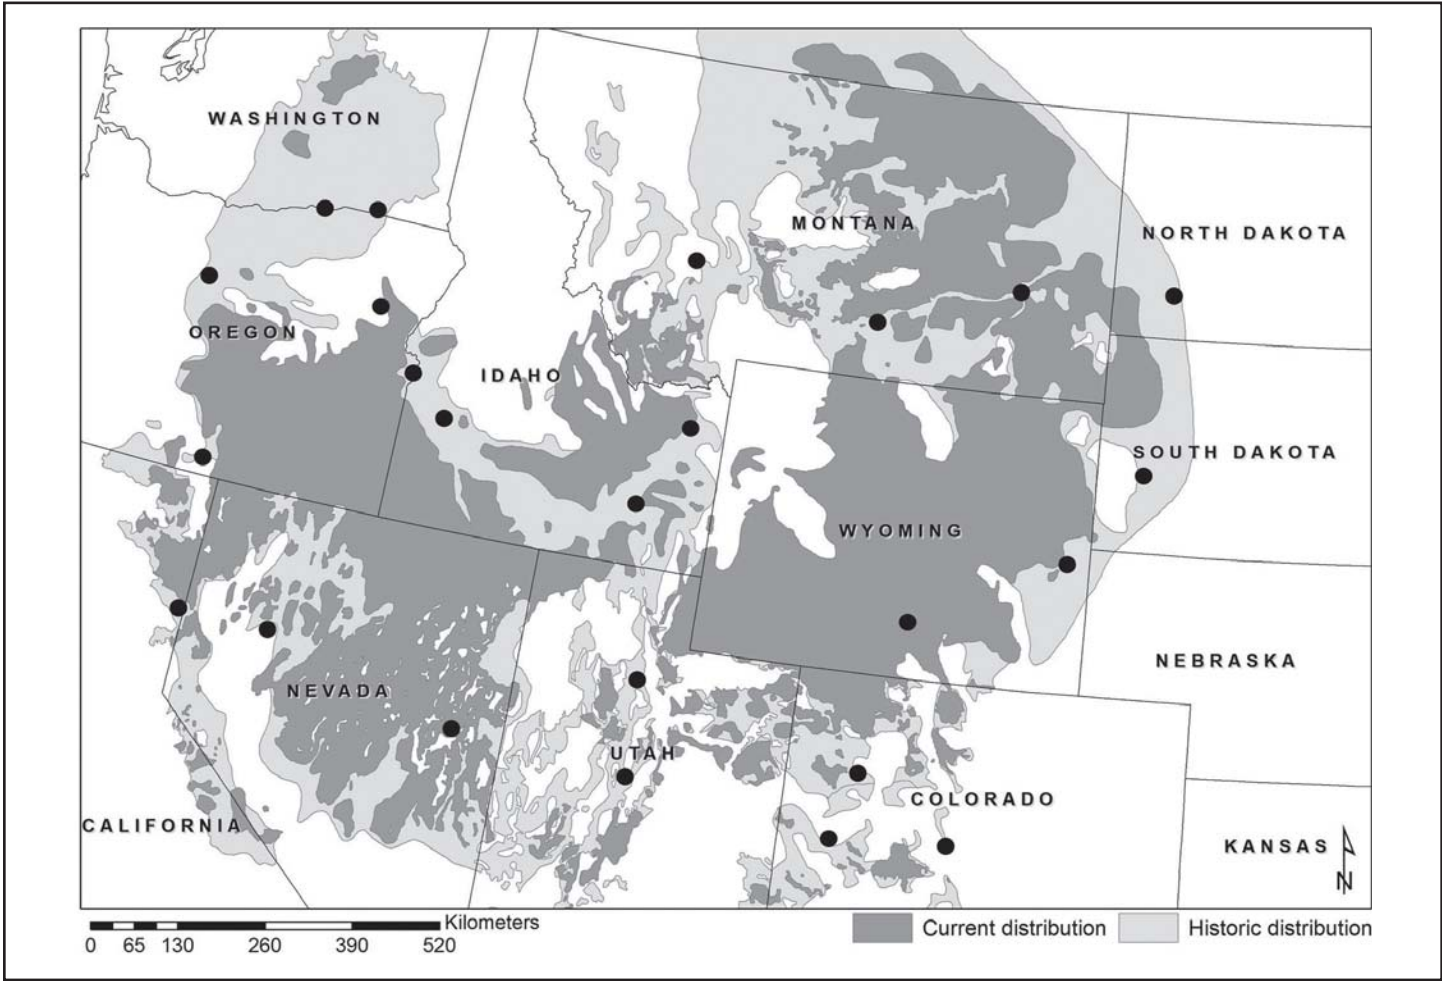 WASHINGTON
MONTANA
NORTH DAKOTA
OREGON
IDAHO
SOUTH DAKOTA
WYOMING
NEBRASKA
NEVADA
UTAH
COLORADO
CALIFORNIA
KANSAS
N
Kilometers
0 65 130 260 390 520
Current distribution
Historic distribution